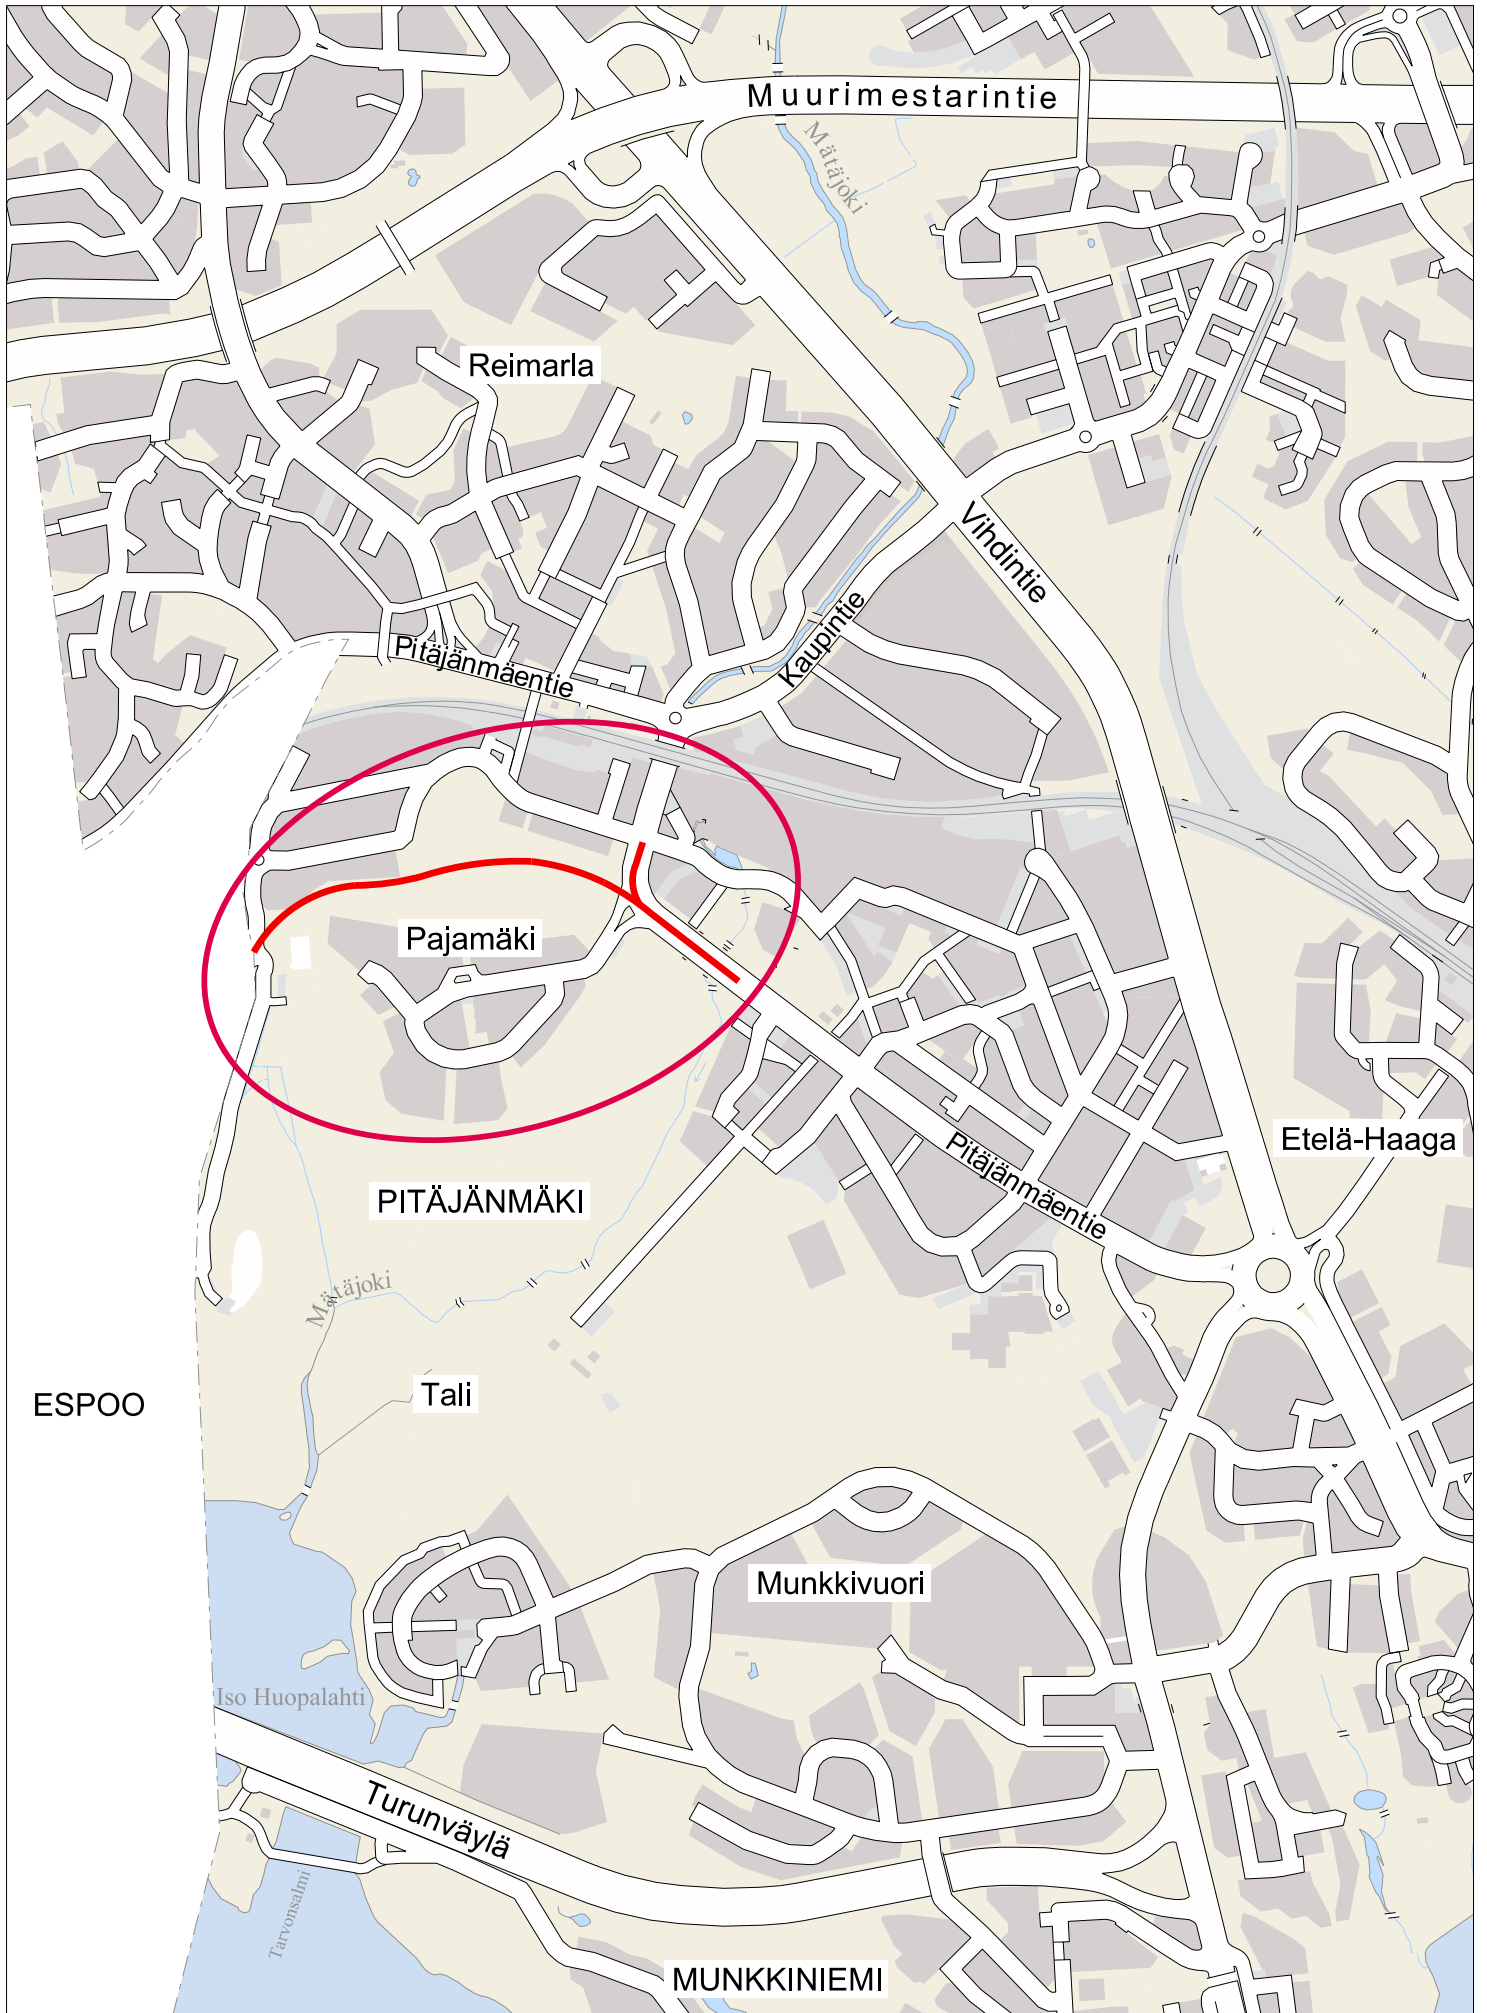 Muurimestarintie
Mätäjoki
Reimarla
Vihdintie
Kaupintie
Pitäjänmäentie
Pajamäki
Pitäjänmäentie
Etelä-Haaga
PITÄJÄNMÄKI
Mätäjoki
Tali
ESPOO
Munkkivuori
Iso Huopalahti
Turunväylä
Tarvonsalmi
MUNKKINIEMI